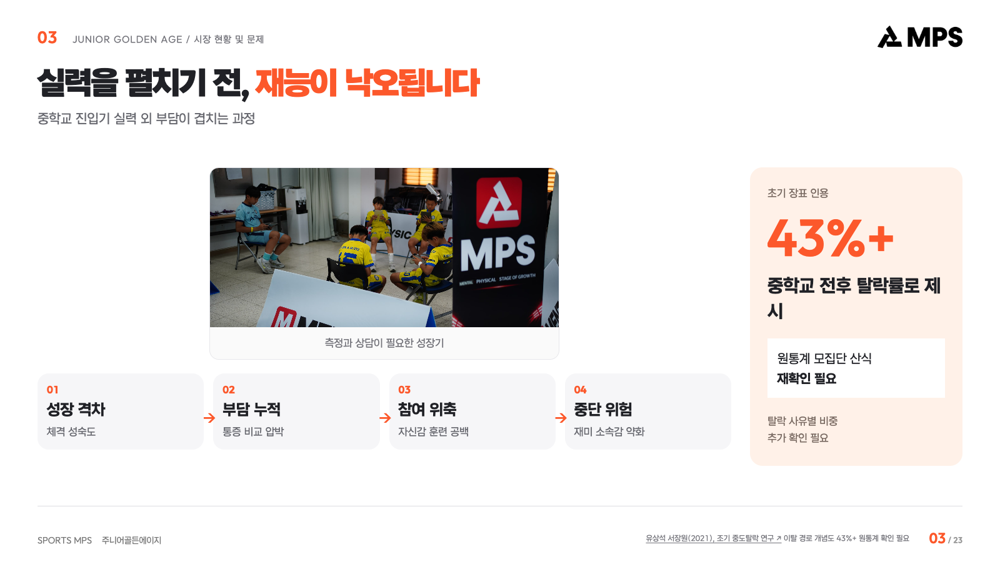 03 JUNIOR GOLDEN AGE / 시장 현황 및 문제
MPS
실력을 펼치기 전, 재능이 낙오됩니다
중학교 진입기 실력 외 부담이 겹치는 과정
YSIC
MPS
MENTAL PHYSICAL STAGE OF GROWTH
측정과 상담이 필요한 성장기
01
성장 격차
체격 성숙도
→
02
부담 누적
통증 비교 압박
→
03
참여 위축
자신감 훈련 공백
→
04
중단 위험
재미 소속감 약화
초기 장표 인용
43%+
중학교 전후 탈락률로 제
시
원통계 모집단 산식
재확인 필요
탈락 사유별 비중
추가 확인 필요
SPORTS MPS 주니어골든에이지
유상석 서장원(2021), 조기 중도탈락 연구 ↗ 이탈 경로 개념도 43%+ 원통계 확인 필요
03 / 23